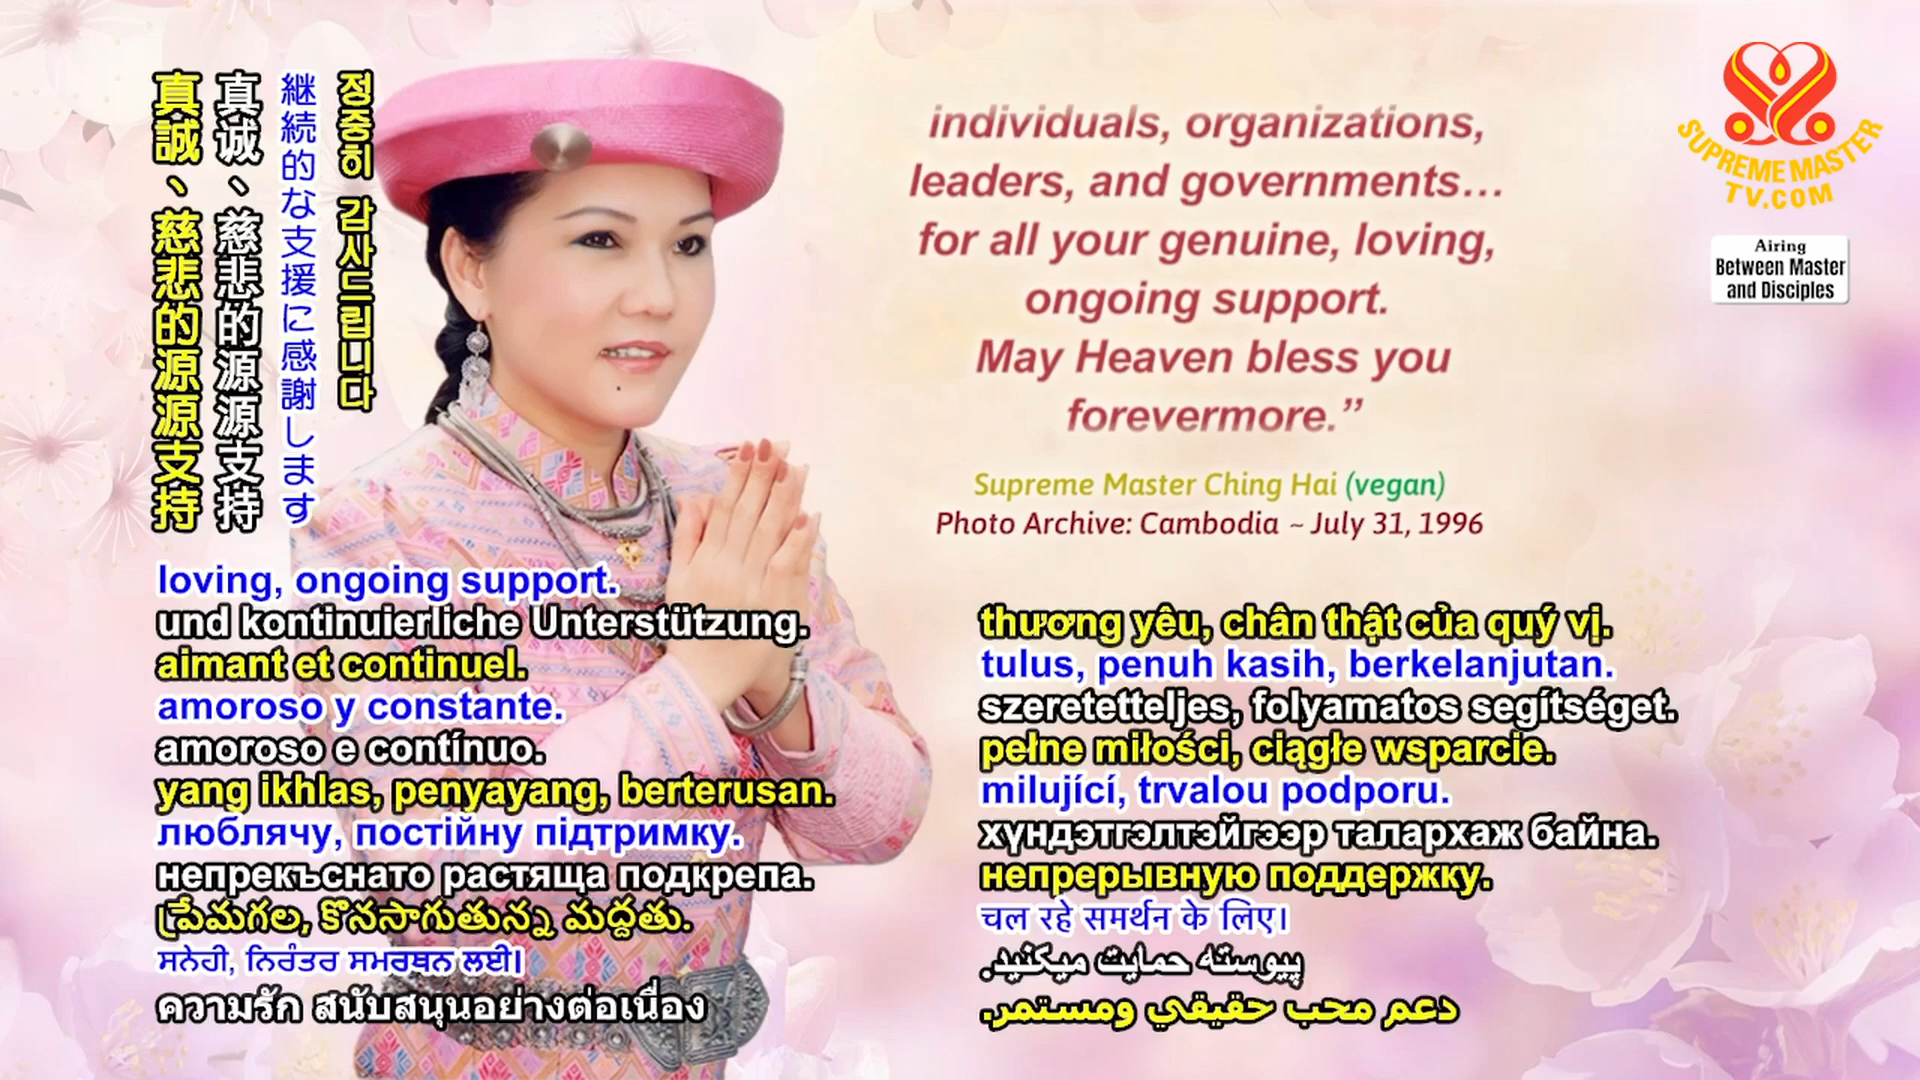 真誠、慈悲的源源支持
真诚、慈悲的源源支持
継続的な支援に感謝します
정중히 감사드립니다
individuals, organizations,
leaders, and governments…
for all your genuine, loving,
ongoing support.
May Heaven bless you
forevermore.”
Supreme Master Ching Hai (vegan)
Photo Archive: Cambodia ~ July 31, 1996
SUPREME MASTER
TV.COM
Airing
Between Master
and Disciples
loving, ongoing support.
und kontinuierliche Unterstützung.
aimant et continuel.
amoroso y constante.
amoroso e contínuo.
yang ikhlas, penyayang, berterusan.
люблячу, постійну підтримку.
непрекъсната растяща подкрепа.
ప్రేమగల, కొనసాగుతున్న మద్దతు.
ਸਨੇਹੀ, ਨਿਰੰਤਰ ਸਮਰਥਨ ਲਈ।
ความรัก สนับสนุนอย่างต่อเนื่อง
thương yêu, chân thật của quý vị.
tulus, penuh kasih, berkelanjutan.
szeretetteljes, folyamatos segítséget.
pełne miłości, ciągłe wsparcie.
milující, trvalou podporu.
хүндэтгэлтэйгээр талархаж байна.
непрерывную поддержку.
चल रहे समर्थन के लिए।
پیوسته حمایت میکنید.
دعم محب حقيقي ومستمر.